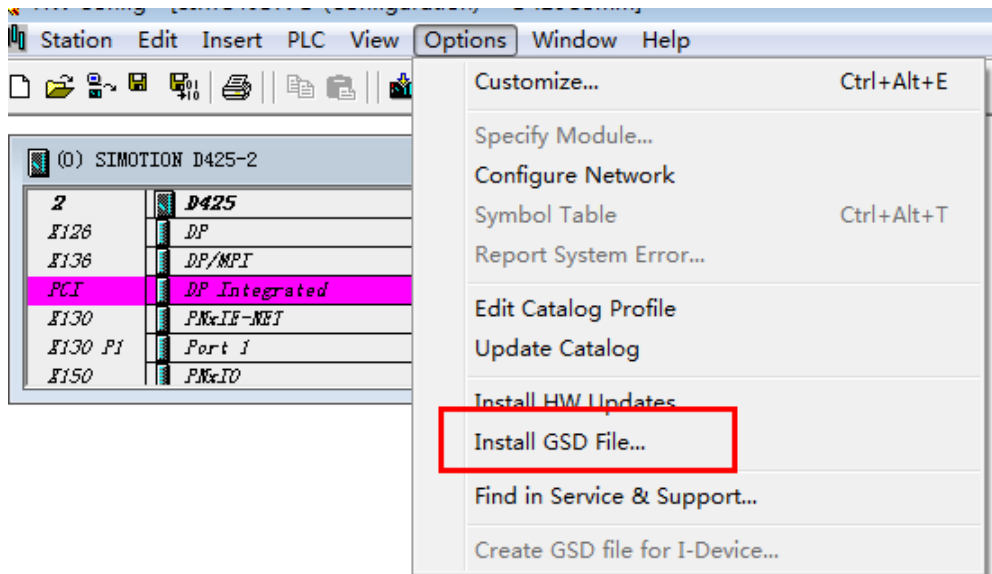 Station Edit Insert PLC View Options Window Help
Customize... Ctrl+Alt+E
Specify Module...
Configure Network
Symbol Table Ctrl+Alt+T
Report System Error...
Edit Catalog Profile
Update Catalog
Install HW Updates
Install GSD File...
Find in Service & Support...
Create GSD file for I-Device...
(0) SIMOTION D425-2
2 D425
X126 DP
X136 DP/MPI
PCI DP Integrated
X130 PNxIE-NET
X130 P1 Port 1
X150 PNxIO